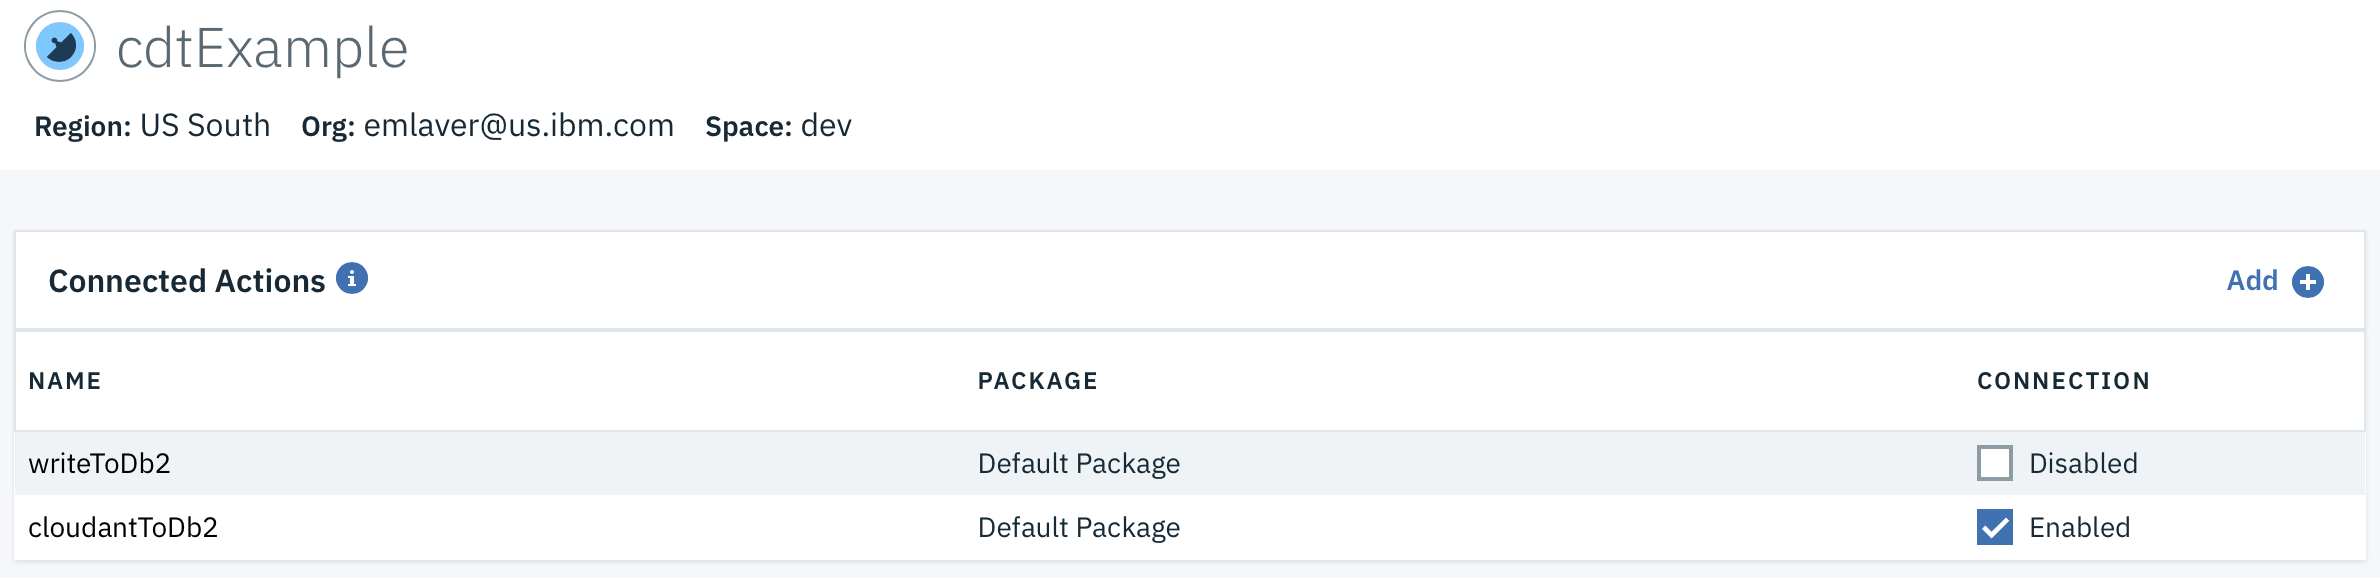 cdtExample
Region: US South Org: emlaver@us.ibm.com Space: dev
Connected Actions Add
NAME PACKAGE CONNECTION
writeToDb2 Default Package Disabled
cloudantToDb2 Default Package Enabled